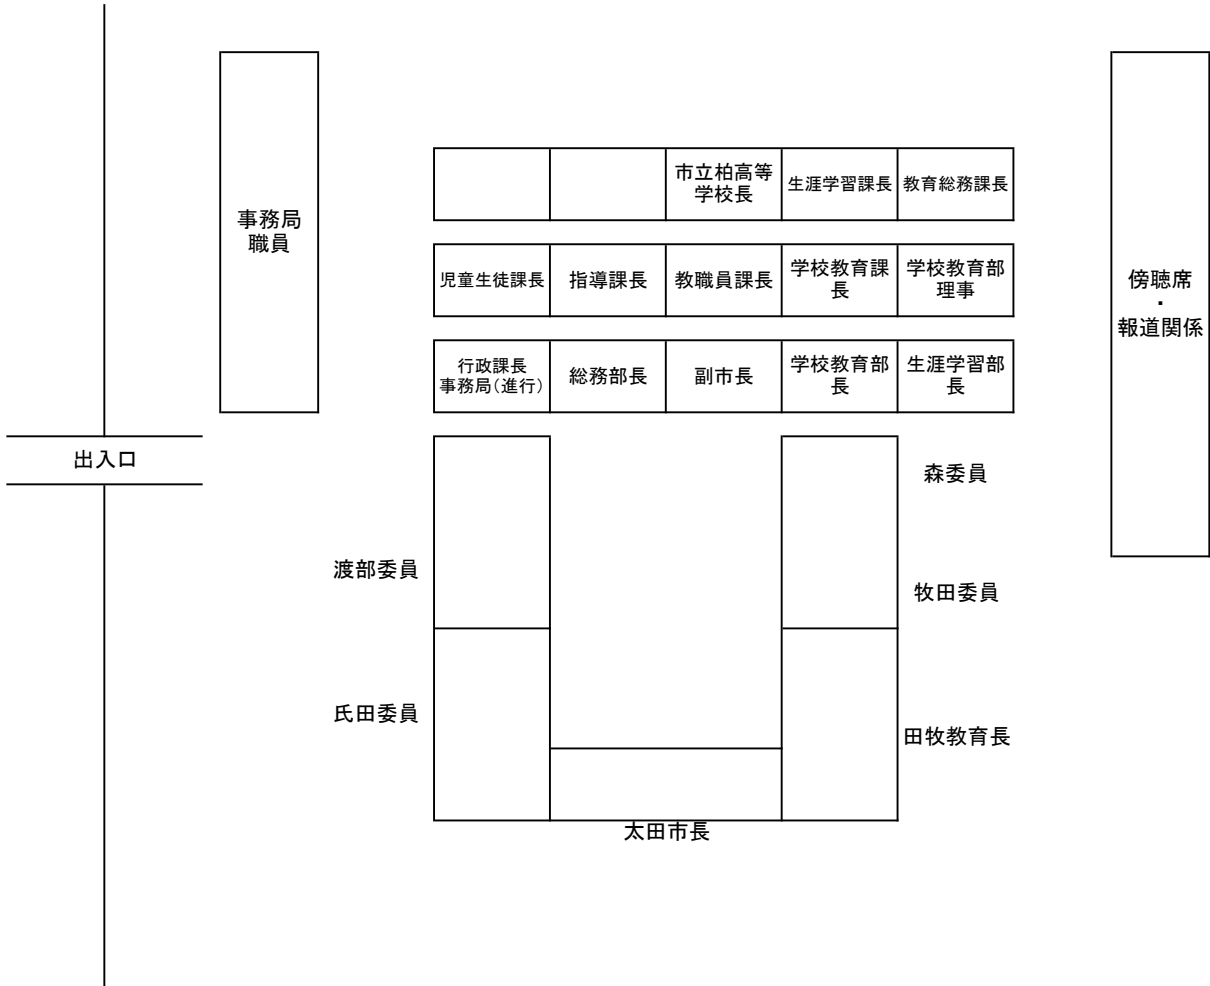 市立柏高等
学校長
生涯学習課長
教育総務課長
事務局
職員
児童生徒課長
指導課長
教職員課長
学校教育課
長
学校教育部
理事
傍聴席
・
報道関係
行政課長
事務局(進行)
総務部長
副市長
学校教育部
長
生涯学習部
長
出入口
森委員
渡部委員
牧田委員
氏田委員
田牧教育長
太田市長